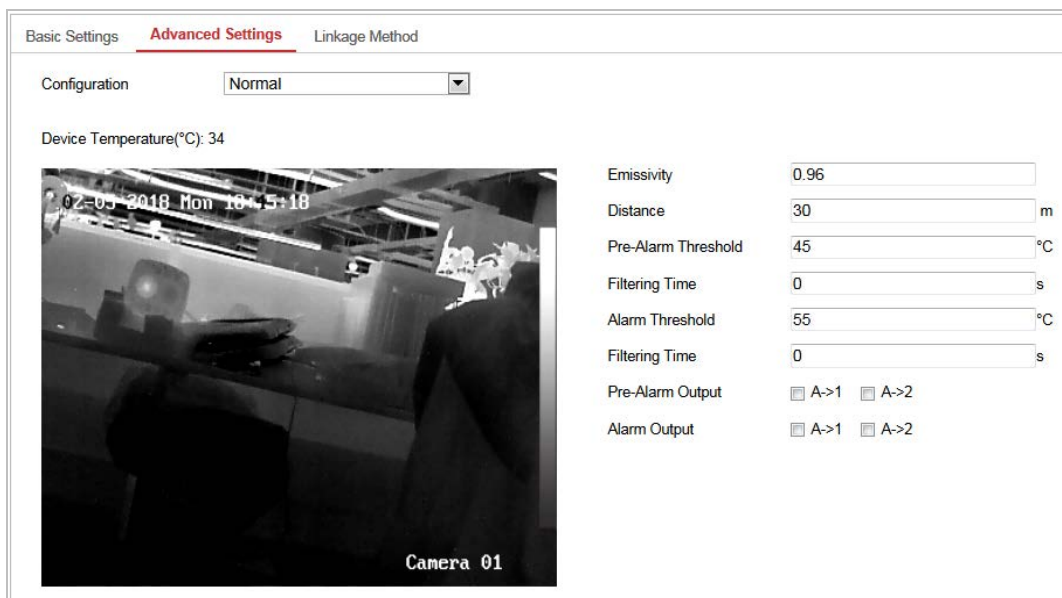 Basic Settings Advanced Settings Linkage Method
Configuration Normal
Device Temperature(°C): 34
2018 Mon
Camera 01
Emissivity 0.96
Distance 30 m
Pre-Alarm Threshold 45 °C
Filtering Time 0 s
Alarm Threshold 55 °C
Filtering Time 0 s
Pre-Alarm Output A->1 A->2
Alarm Output A->1 A->2